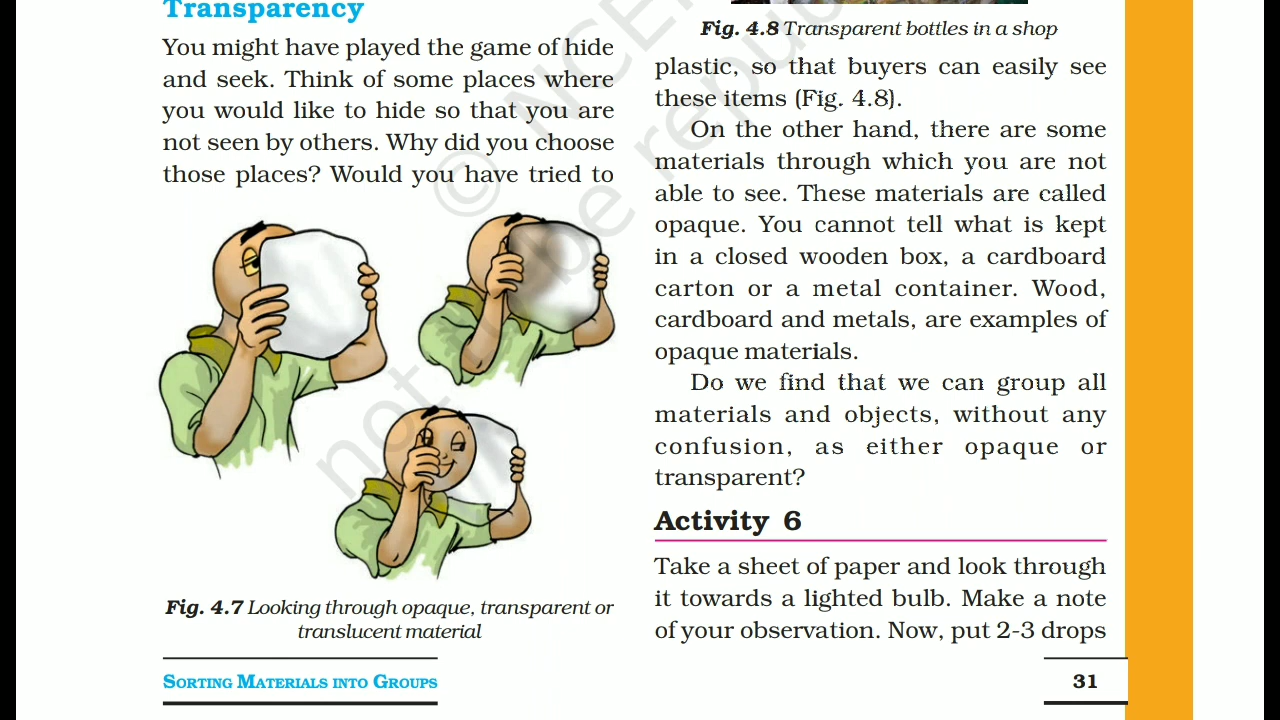 Transparency
You might have played the game of hide
and seek. Think of some places where
you would like to hide so that you are
not seen by others. Why did you choose
those places? Would you have tried to
Fig. 4.7 Looking through opaque, transparent or
translucent material
Fig. 4.8 Transparent bottles in a shop
plastic, so that buyers can easily see
these items (Fig. 4.8).
On the other hand, there are some
materials through which you are not
able to see. These materials are called
opaque. You cannot tell what is kept
in a closed wooden box, a cardboard
carton or a metal container. Wood,
cardboard and metals, are examples of
opaque materials.
Do we find that we can group all
materials and objects, without any
confusion, as either opaque or
transparent?
Activity 6
Take a sheet of paper and look through
it towards a lighted bulb. Make a note
of your observation. Now, put 2-3 drops
SORTING MATERIALS INTO GROUPS
31
© NCE
not to be repu